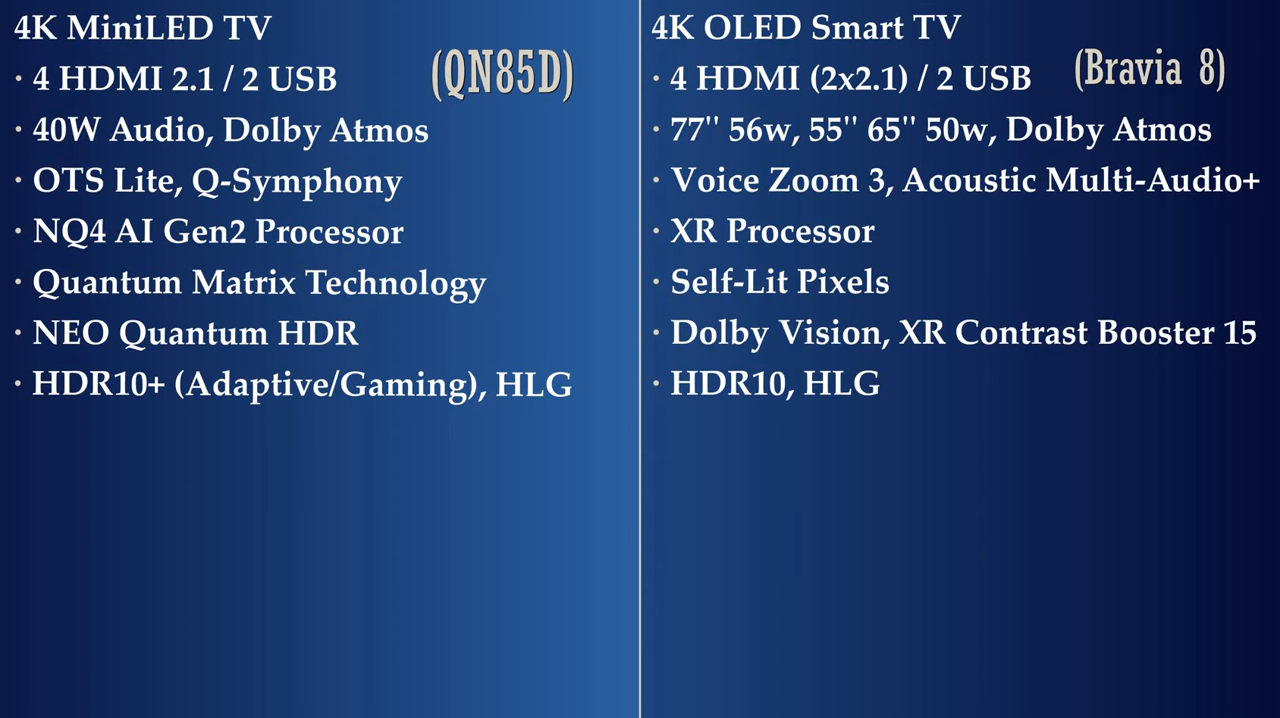 4K MiniLED TV
(QN85D)
· 4 HDMI 2.1 / 2 USB
· 40W Audio, Dolby Atmos
· OTS Lite, Q-Symphony
· NQ4 AI Gen2 Processor
· Quantum Matrix Technology
· NEO Quantum HDR
· HDR10+ (Adaptive/Gaming), HLG
4K OLED Smart TV
(Bravia 8)
· 4 HDMI (2x2.1) / 2 USB
· 77" 56w, 55" 65" 50w, Dolby Atmos
· Voice Zoom 3, Acoustic Multi-Audio+
· XR Processor
· Self-Lit Pixels
· Dolby Vision, XR Contrast Booster 15
· HDR10, HLG